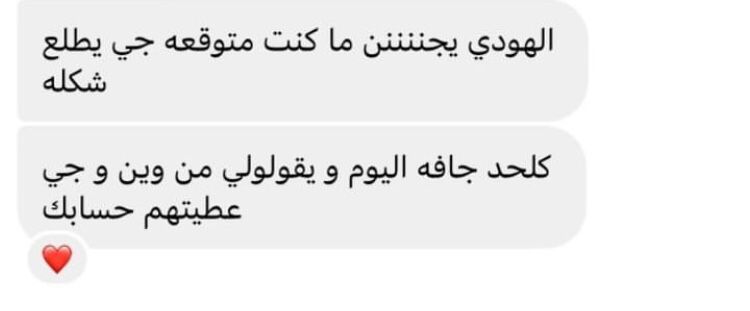 الهودي يجننننن ما كنت متوقعه جي يطلع
شكله
كلحد جافه اليوم و يقولولي من وين و جي
عطيتهم حسابك